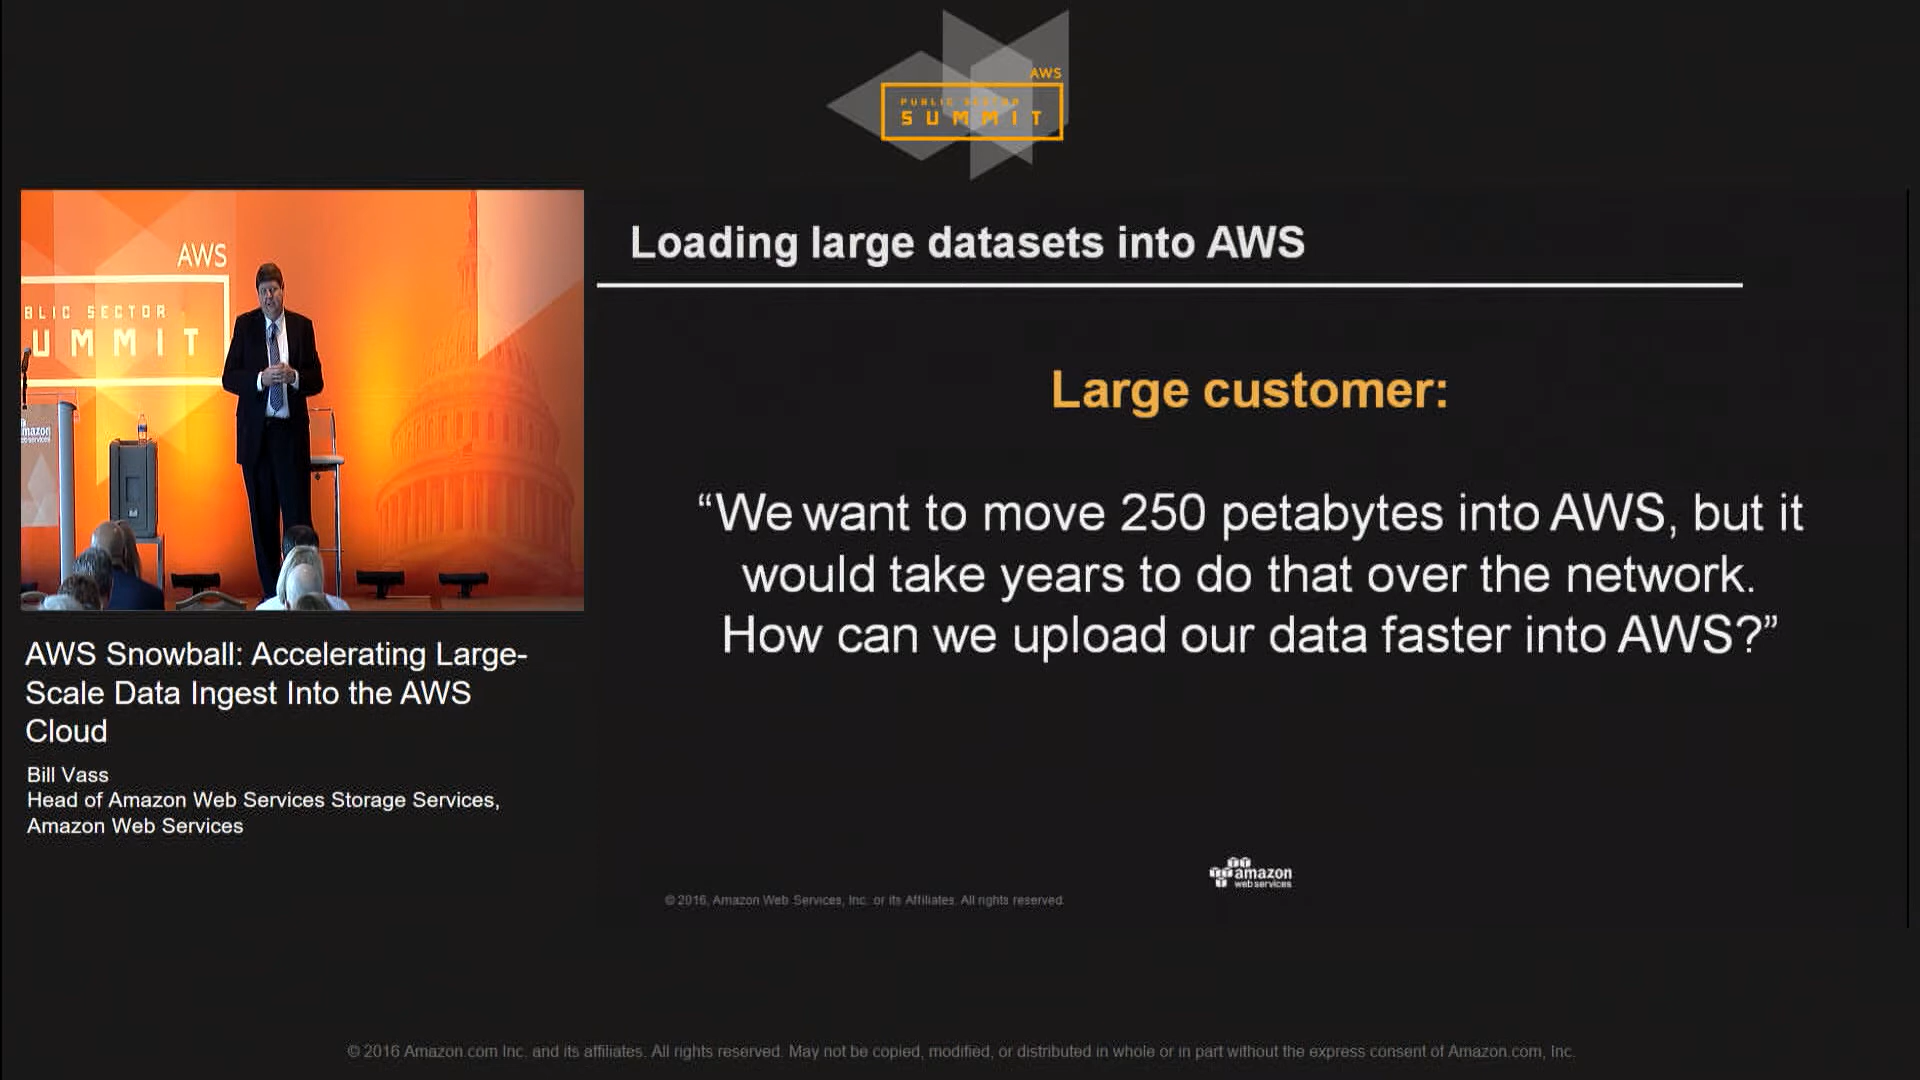 AWS
PUBLIC SECTOR
SUMMIT
AWS
BLIC SECTOR
UMMIT
mazon
Loading large datasets into AWS
Large customer:
“We want to move 250 petabytes into AWS, but it
would take years to do that over the network.
How can we upload our data faster into AWS?”
AWS Snowball: Accelerating Large-
Scale Data Ingest Into the AWS
Cloud
Bill Vass
Head of Amazon Web Services Storage Services,
Amazon Web Services
amazon
web services
© 2016, Amazon Web Services, Inc. or its Affiliates. All rights reserved.
© 2016 Amazon.com Inc. and its affiliates. All rights reserved. May not be copied, modified, or distributed in whole or in part without the express consent of Amazon.com, Inc.